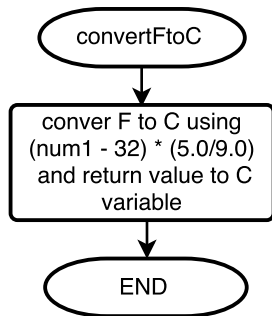 convertFtoC
conver F to C using
(num1 - 32) * (5.0/9.0)
and return value to C
variable
END